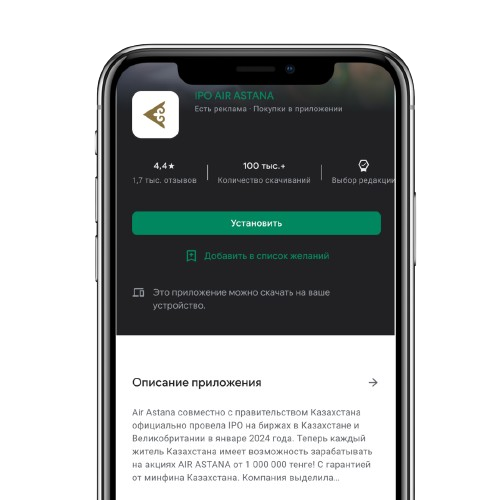 IPO AIR ASTANA
Есть реклама · Покупки в приложении
4,4★
100 тыс.+
1,7 тыс. отзывов
Количество скачиваний
Выбор редакции
Установить
Добавить в список желаний
Это приложение можно скачать на ваше
устройство.
Описание приложения
Air Astana совместно с правительством Казахстана
официально провела IPO на биржах в Казахстане и
Великобритании в январе 2024 года. Теперь каждый
житель Казахстана имеет возможность зарабатывать
на акциях AIR ASTANA от 1 000 000 тенге! С гарантией
от минфина Казахстана. Компания выделила...